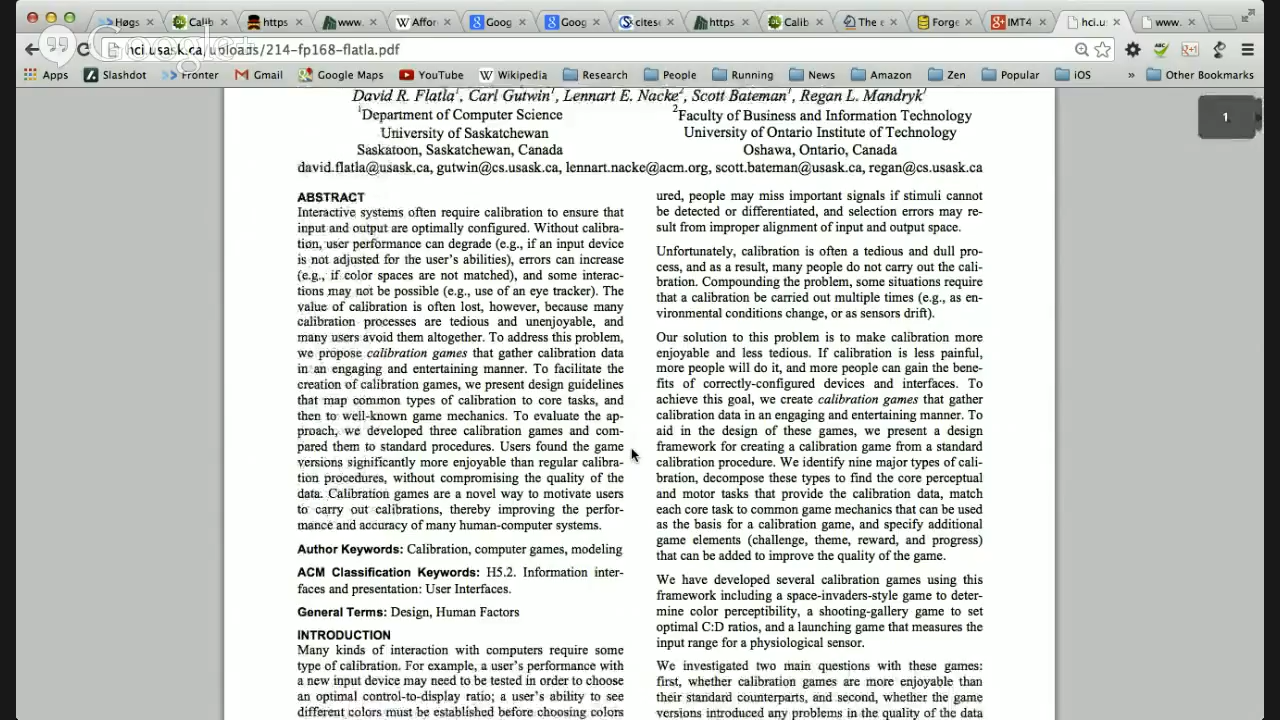 Høgs
Calib
https
www.
Affor
Goog
Goog
cites
https
Calib
The
Forge
IMT4
hci.u
www.
Google+
hci.usask.ca/uploads/214-fp168-flatla.pdf
Apps
Slashdot
Fronter
Gmail
Google Maps
YouTube
Wikipedia
Research
People
Running
News
Amazon
Zen
Popular
iOS
»
Other Bookmarks
1
David R. Flatla¹, Carl Gutwin¹, Lennart E. Nacke², Scott Bateman¹, Regan L. Mandryk¹
¹Department of Computer Science
University of Saskatchewan
Saskatoon, Saskatchewan, Canada
²Faculty of Business and Information Technology
University of Ontario Institute of Technology
Oshawa, Ontario, Canada
david.flatla@usask.ca, gutwin@cs.usask.ca, lennart.nacke@acm.org, scott.bateman@usask.ca, regan@cs.usask.ca
ABSTRACT
Interactive systems often require calibration to ensure that
input and output are optimally configured. Without calibra-
tion, user performance can degrade (e.g., if an input device
is not adjusted for the user's abilities), errors can increase
(e.g., if color spaces are not matched), and some interac-
tions may not be possible (e.g., use of an eye tracker). The
value of calibration is often lost, however, because many
calibration processes are tedious and unenjoyable, and
many users avoid them altogether. To address this problem,
we propose calibration games that gather calibration data
in an engaging and entertaining manner. To facilitate the
creation of calibration games, we present design guidelines
that map common types of calibration to core tasks, and
then to well-known game mechanics. To evaluate the ap-
proach, we developed three calibration games and com-
pared them to standard procedures. Users found the game
versions significantly more enjoyable than regular calibra-
tion procedures, without compromising the quality of the
data. Calibration games are a novel way to motivate users
to carry out calibrations, thereby improving the perfor-
mance and accuracy of many human-computer systems.
Author Keywords: Calibration, computer games, modeling
ACM Classification Keywords: H5.2. Information inter-
faces and presentation: User Interfaces.
General Terms: Design, Human Factors
INTRODUCTION
Many kinds of interaction with computers require some
type of calibration. For example, a user's performance with
a new input device may need to be tested in order to choose
an optimal control-to-display ratio; a user's ability to see
different colors must be established before choosing colors
ured, people may miss important signals if stimuli cannot
be detected or differentiated, and selection errors may re-
sult from improper alignment of input and output space.
Unfortunately, calibration is often a tedious and dull pro-
cess, and as a result, many people do not carry out the cali-
bration. Compounding the problem, some situations require
that a calibration be carried out multiple times (e.g., as en-
vironmental conditions change, or as sensors drift).
Our solution to this problem is to make calibration more
enjoyable and less tedious. If calibration is less painful,
more people will do it, and more people can gain the bene-
fits of correctly-configured devices and interfaces. To
achieve this goal, we create calibration games that gather
calibration data in an engaging and entertaining manner. To
aid in the design of these games, we present a design
framework for creating a calibration game from a standard
calibration procedure. We identify nine major types of cali-
bration, decompose these types to find the core perceptual
and motor tasks that provide the calibration data, match
each core task to common game mechanics that can be used
as the basis for a calibration game, and specify additional
game elements (challenge, theme, reward, and progress)
that can be added to improve the quality of the game.
We have developed several calibration games using this
framework including a space-invaders-style game to deter-
mine color perceptibility, a shooting-gallery game to set
optimal C:D ratios, and a launching game that measures the
input range for a physiological sensor.
We investigated two main questions with these games:
first, whether calibration games are more enjoyable than
their standard counterparts, and second, whether the game
versions introduced any problems in the quality of the data